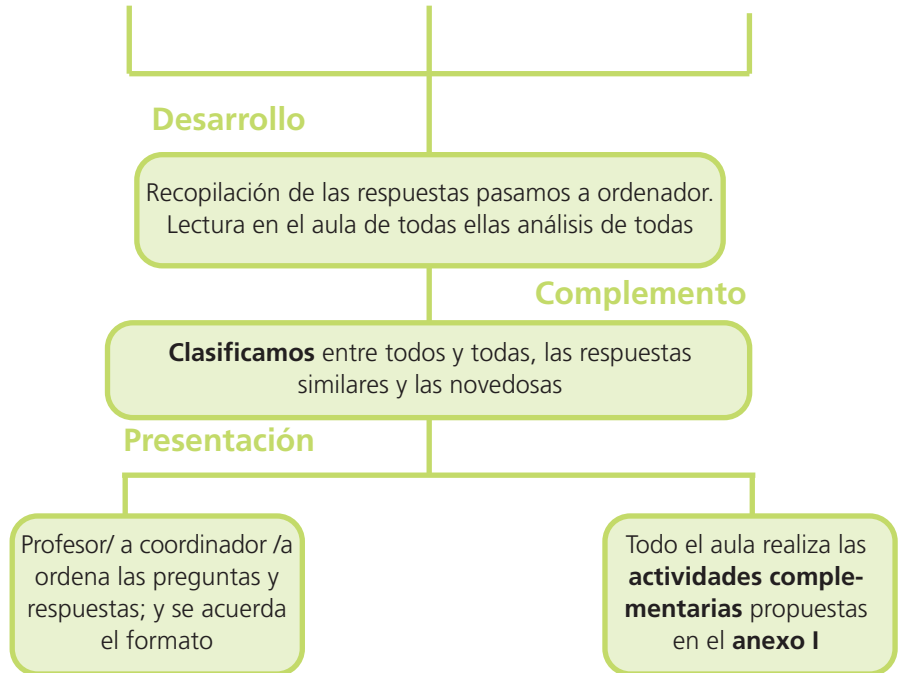 Desarrollo
Recopilación de las respuestas pasamos a ordenador.
Lectura en el aula de todas ellas análisis de todas
Complemento
Clasificamos entre todos y todas, las respuestas
similares y las novedosas
Presentación
Profesor/ a coordinador /a
ordena las preguntas y
respuestas; y se acuerda
el formato
Todo el aula realiza las
actividades comple-
mentarias propuestas
en el anexo I